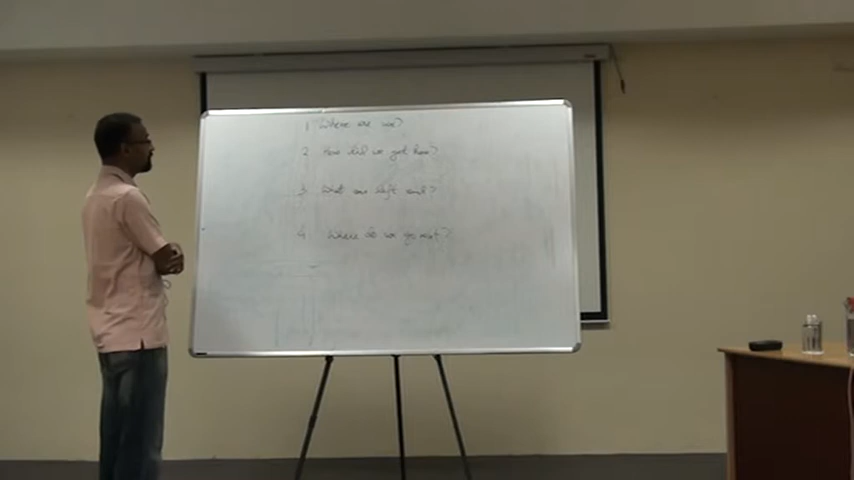 1 Where are we?
2 How did we get here?
3 What was left out?
4 Where do we go next?